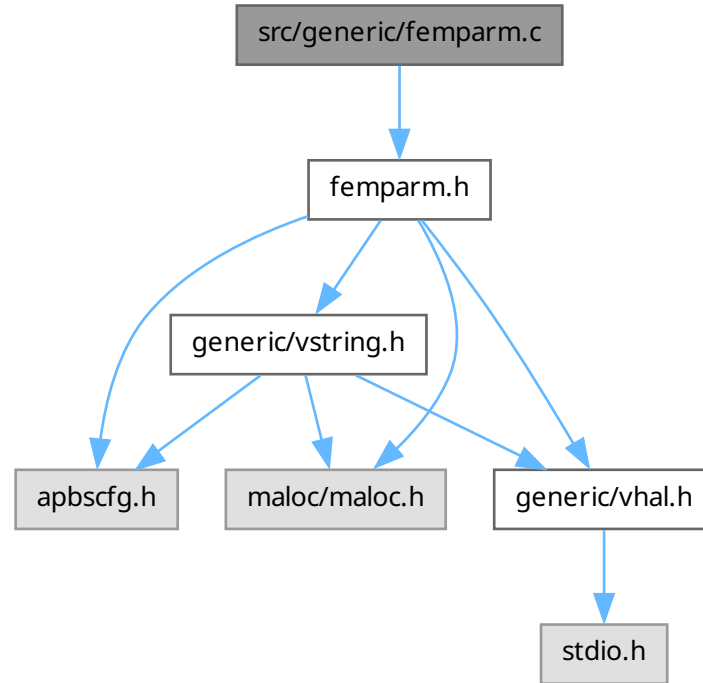 src/generic/femparm.c
femparm.h
generic/vstring.h
apbscfg.h
maloc/maloc.h
generic/vhal.h
stdio.h